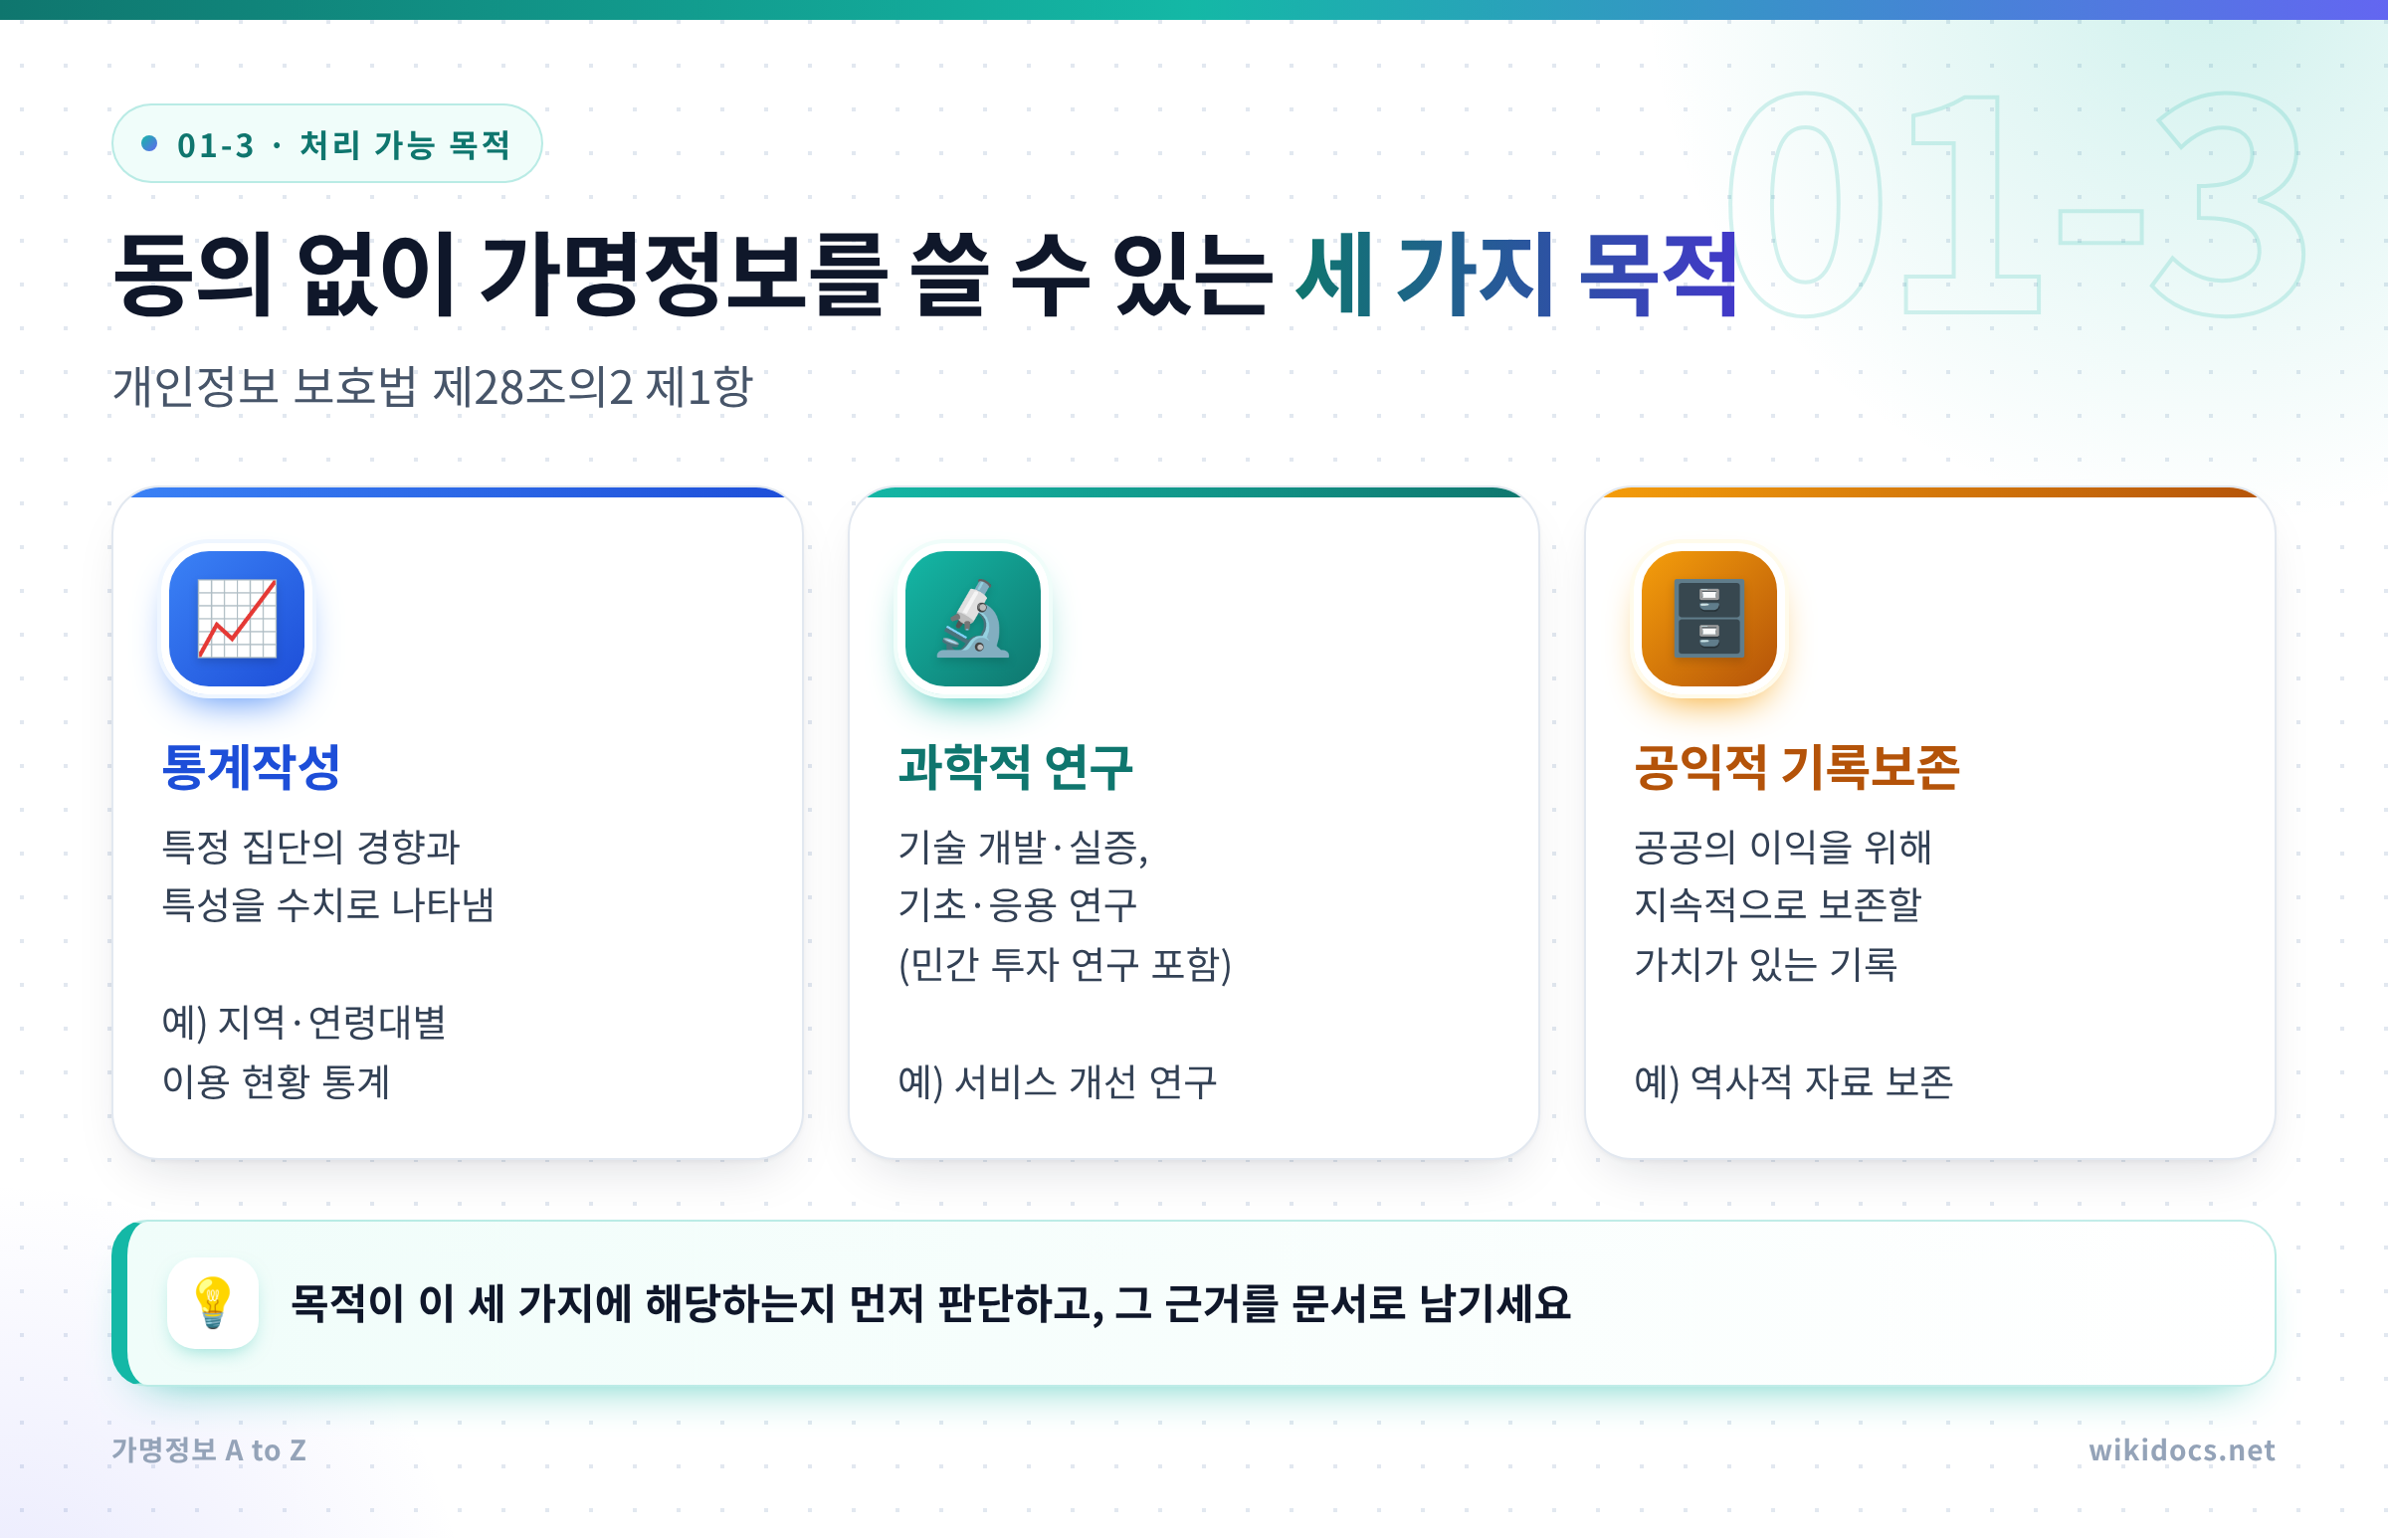 01-3 · 처리 가능 목적
01-3
동의 없이 가명정보를 쓸 수 있는 세 가지 목적
개인정보 보호법 제28조의2 제1항
통계작성
특정 집단의 경향과
특성을 수치로 나타냄
예) 지역·연령대별
이용 현황 통계
과학적 연구
기술 개발·실증,
기초·응용 연구
(민간 투자 연구 포함)
예) 서비스 개선 연구
공익적 기록보존
공공의 이익을 위해
지속적으로 보존할
가치가 있는 기록
예) 역사적 자료 보존
목적이 이 세 가지에 해당하는지 먼저 판단하고, 그 근거를 문서로 남기세요
가명정보 A to Z
wikidocs.net